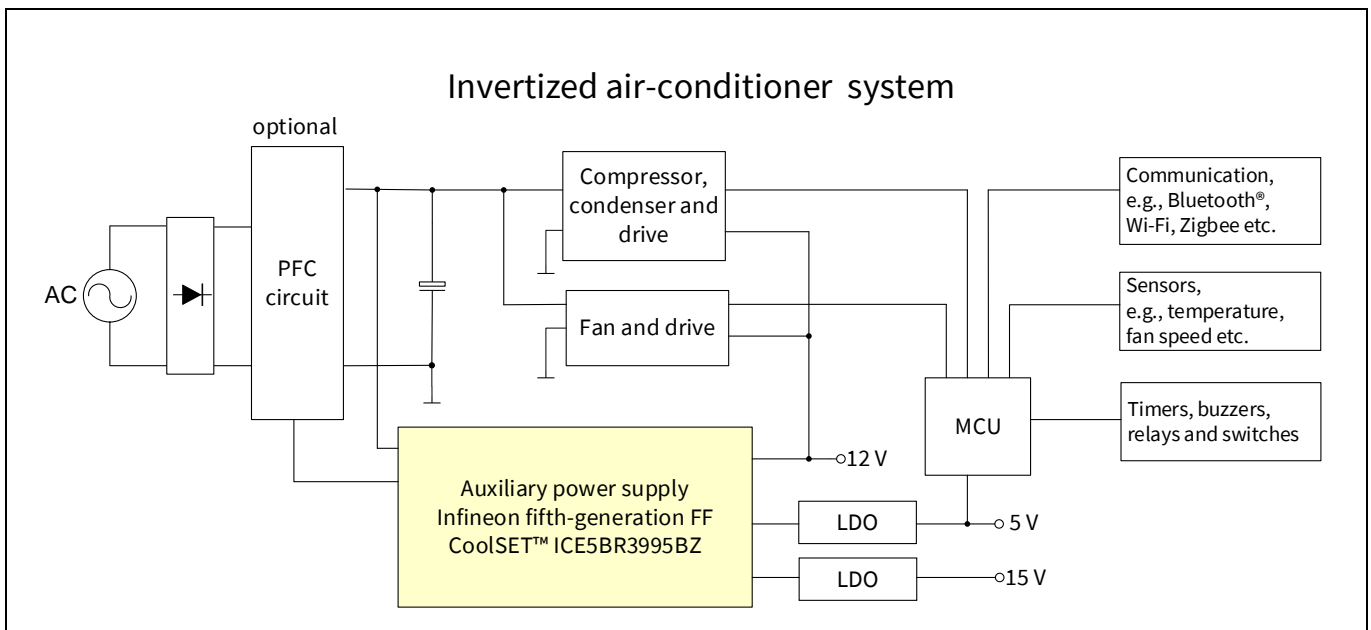 Invertized air-conditioner system
optional
Compressor,
condenser and
drive
Communication,
e.g., Bluetooth®,
Wi-Fi, Zigbee etc.
PFC
circuit
AC
Fan and drive
Sensors,
e.g., temperature,
fan speed etc.
MCU
Timers, buzzers,
relays and switches
Auxiliary power supply
Infineon fifth-generation FF
CoolSET™ ICE5BR3995BZ
12 V
LDO
5 V
LDO
15 V